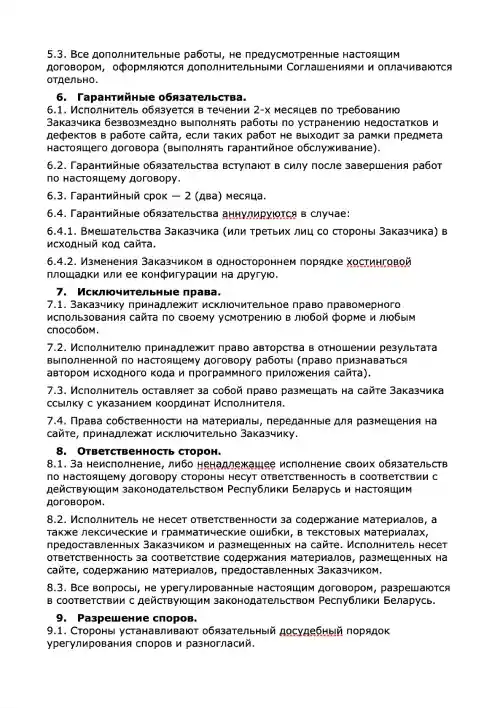 5.3. Все дополнительные работы, не предусмотренные настоящим
договором,  оформляются дополнительными Соглашениями и оплачиваются
отдельно.
6.   Гарантийные обязательства.
6.1. Исполнитель обязуется в течении 2-х месяцев по требованию
Заказчика безвозмездно выполнять работы по устранению недостатков и
дефектов в работе сайта, если таких работ не выходит за рамки предмета
настоящего договора (выполнять гарантийное обслуживание).
6.2. Гарантийные обязательства вступают в силу после завершения работ
по настоящему договору.
6.3. Гарантийный срок — 2 (два) месяца.
6.4. Гарантийные обязательства аннулируются в случае:
6.4.1. Вмешательства Заказчика (или третьих лиц со стороны Заказчика) в
исходный код сайта.
6.4.2. Изменения Заказчиком в одностороннем порядке хостинговой
площадки или ее конфигурации на другую.
7.   Исключительные права.
7.1. Заказчику принадлежит исключительное право правомерного
использования сайта по своему усмотрению в любой форме и любым
способом.
7.2. Исполнителю принадлежит право авторства в отношении результата
выполненной по настоящему договору работы (право признаваться
автором исходного кода и программного приложения сайта).
7.3. Исполнитель оставляет за собой право размещать на сайте Заказчика
ссылку с указанием координат Исполнителя.
7.4. Права собственности на материалы, переданные для размещения на
сайте, принадлежат исключительно Заказчику.
8.   Ответственность сторон.
8.1. За неисполнение, либо ненадлежащее исполнение своих обязательств
по настоящему договору стороны несут ответственность в соответствии с
действующим законодательством Республики Беларусь и настоящим
договором.
8.2. Исполнитель не несет ответственности за содержание материалов, а
также лексические и грамматические ошибки, в текстовых материалах,
предоставленных Заказчиком и размещенных на сайте. Исполнитель несет
ответственность за соответствие содержания материалов, размещенных на
сайте, содержанию материалов, предоставленных Заказчиком.
8.3. Все вопросы, не урегулированные настоящим договором, разрешаются
в соответствии с действующим законодательством Республики Беларусь.
9.   Разрешение споров.
9.1. Стороны устанавливают обязательный досудебный порядок
урегулирования споров и разногласий.